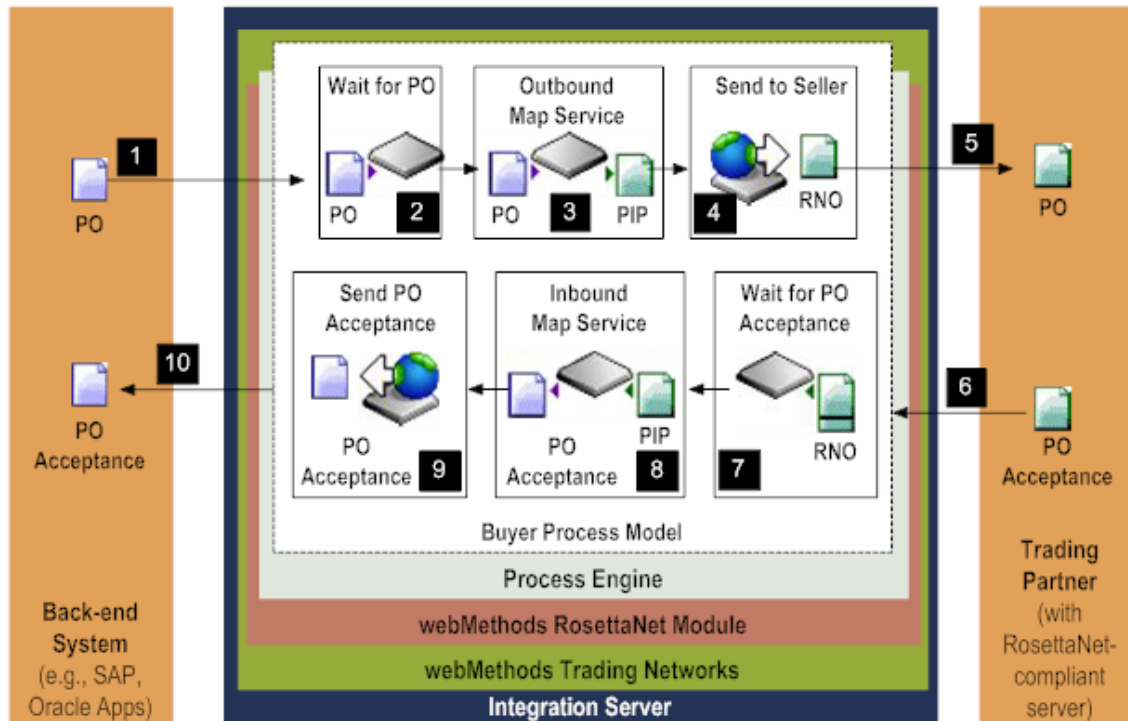 Wait for PO
Outbound
Map Service
Send to Seller
1
5
PO
PO
2
PO
3
PIP
4
RNO
PO
Send PO
Acceptance
Inbound
Map Service
Wait for PO
Acceptance
10
6
PO
Acceptance
PO
Acceptance
9
PO
Acceptance
PIP
8
7
RNO
PO
Acceptance
Buyer Process Model
Process Engine
webMethods RosettaNet Module
webMethods Trading Networks
Integration Server
Back-end
System
(e.g., SAP,
Oracle Apps)
Trading
Partner
(with
RosettaNet-
compliant
server)